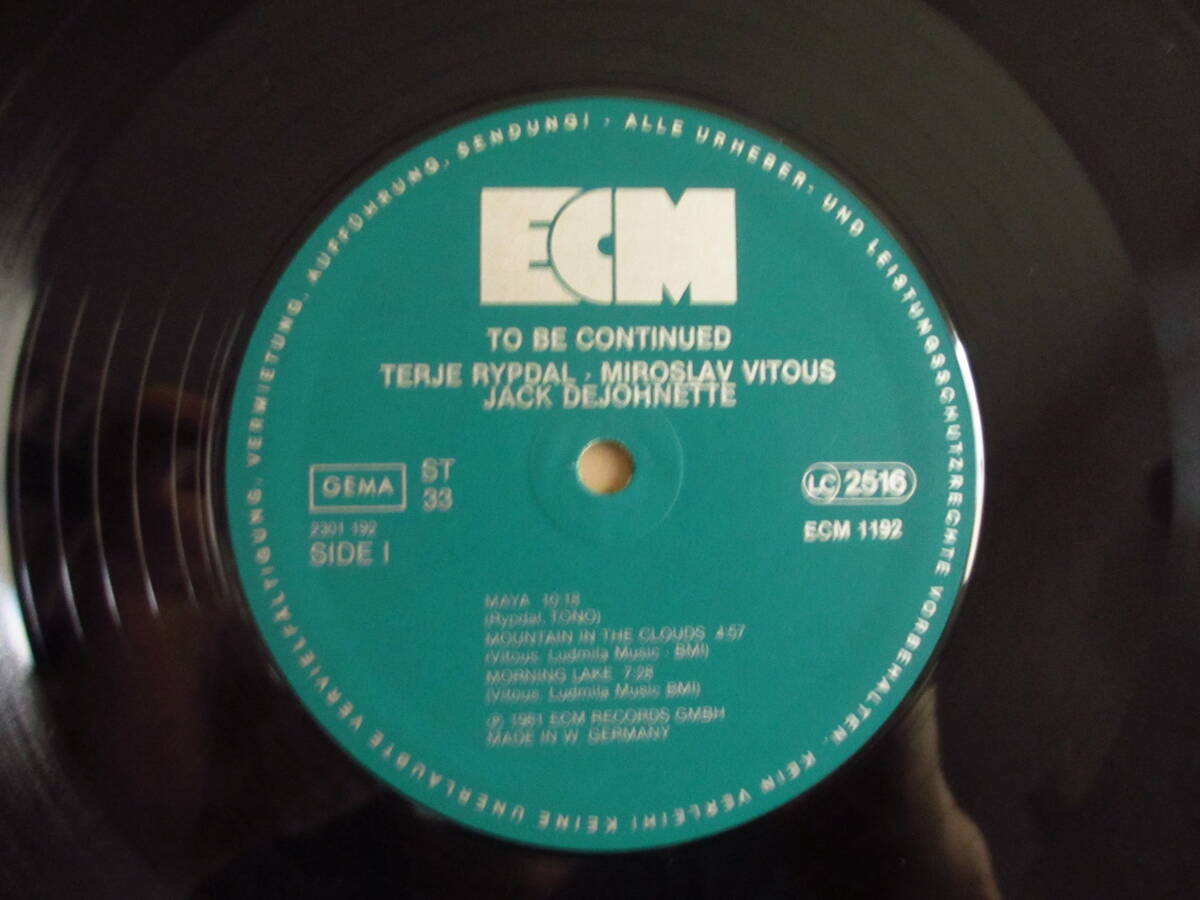 ALLE URHEBER- UND LEISTUNGSSCHUTZRECHTE VORBEHALTEN. KEIN VERLEIH! KEINE UNERLAUBTE VERVIELFÄLTIGUNG, VERMIETUNG, AUFFÜHRUNG, SENDUNG! ·
ECM
TO BE CONTINUED
TERJE RYPDAL · MIROSLAV VITOUS
JACK DEJOHNETTE
GEMA
ST
33
LC 2516
2301 192
ECM 1192
SIDE I
MAYA 10:18
(Rypdal, TONO)
MOUNTAIN IN THE CLOUDS 4:57
(Vitous, Ludmila Music · BMI)
MORNING LAKE 7:28
(Vitous, Ludmila Music BMI)
℗ 1981 ECM RECORDS GMBH
MADE IN W. GERMANY